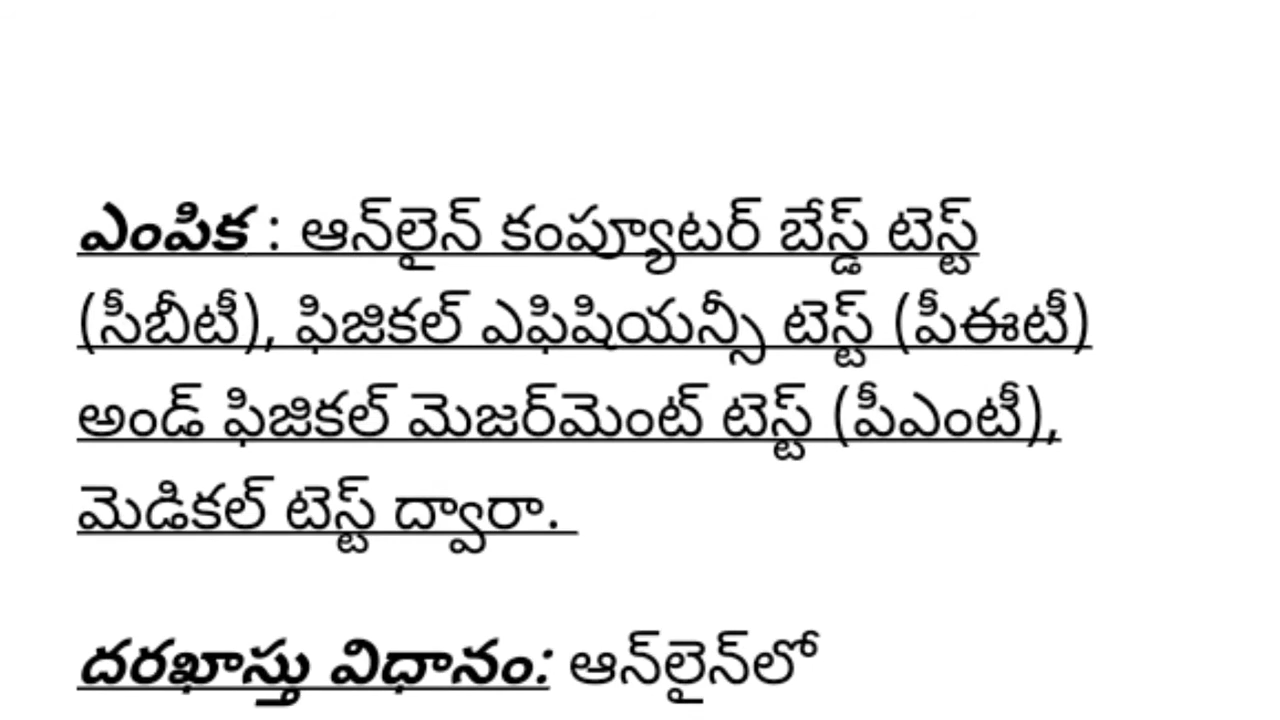 ఎంపిక : ఆన్‌లైన్ కంప్యూటర్ బేస్డ్ టెస్ట్
(సీబీటీ), ఫిజికల్ ఎఫిషియన్సీ టెస్ట్ (పీఈటీ)
అండ్ ఫిజికల్ మెజర్‌మెంట్ టెస్ట్ (పీఎంటీ),
మెడికల్ టెస్ట్ ద్వారా.
దరఖాస్తు విధానం: ఆన్‌లైన్‌లో